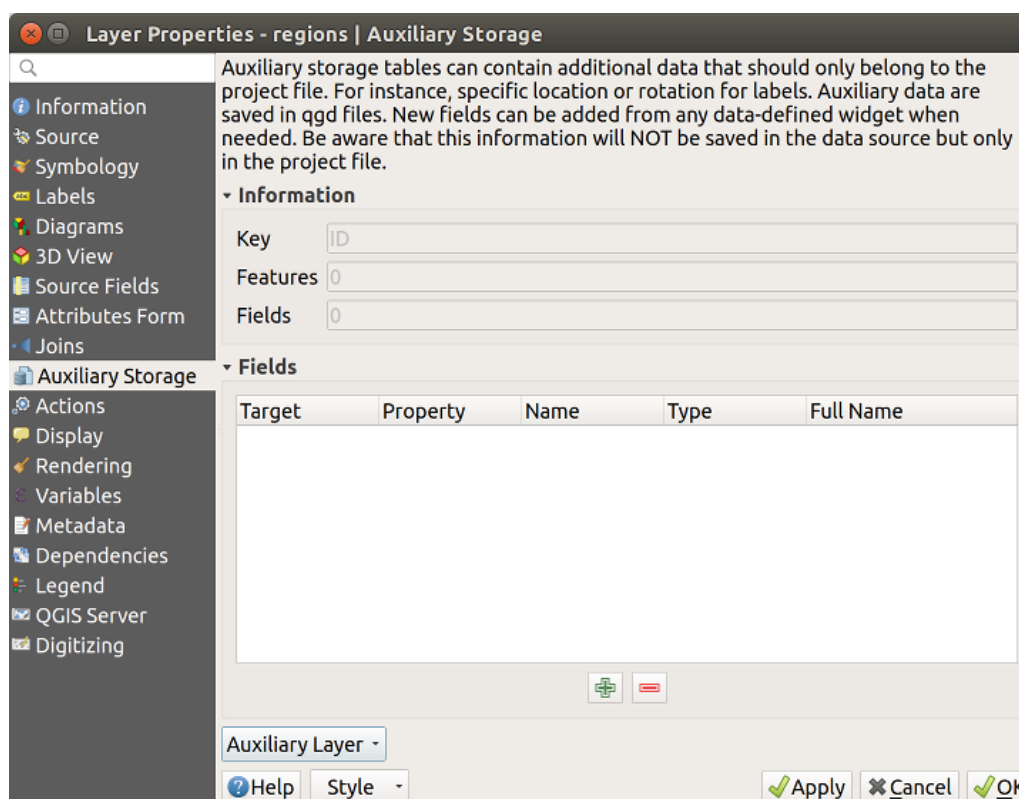 Layer Properties - regions | Auxiliary Storage
Information
Source
Symbology
Labels
Diagrams
3D View
Source Fields
Attributes Form
Joins
Auxiliary Storage
Actions
Display
Rendering
Variables
Metadata
Dependencies
Legend
QGIS Server
Digitizing
Auxiliary storage tables can contain additional data that should only belong to the
project file. For instance, specific location or rotation for labels. Auxiliary data are
saved in qgd files. New fields can be added from any data-defined widget when
needed. Be aware that this information will NOT be saved in the data source but only
in the project file.
Information
Key ID
Features 0
Fields 0
Fields
Target Property Name Type Full Name
Auxiliary Layer
Help Style Apply Cancel OK